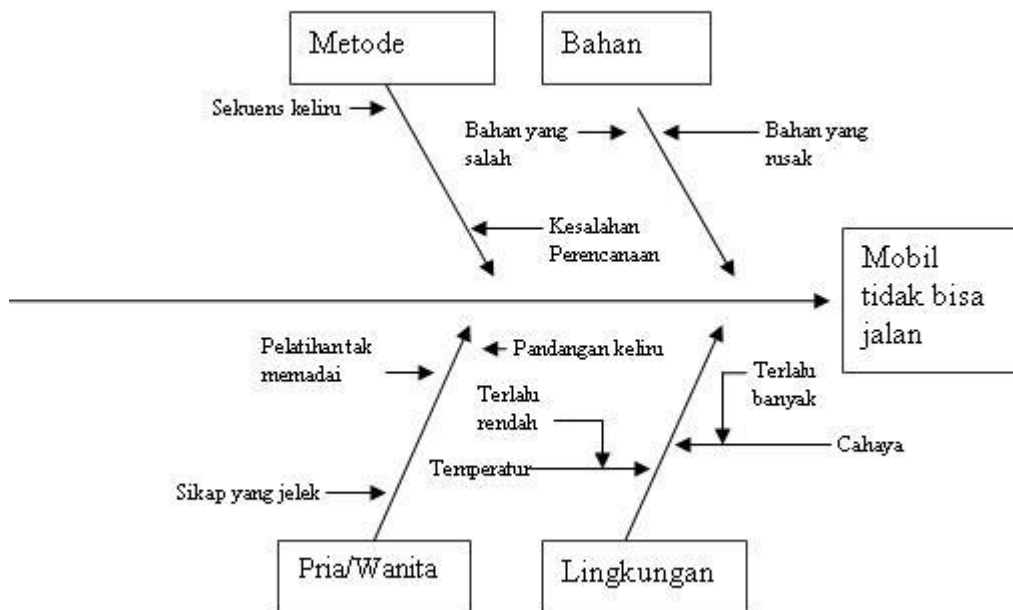 Metode
Bahan
Sekuens keliru
Bahan yang
salah
Bahan yang
rusak
Kesalahan
Perencanaan
Mobil
tidak bisa
jalan
Pelatihan tak
memadai
Pandangan keliru
Terlalu
rendah
Terlalu
banyak
Temperatur
Cahaya
Sikap yang jelek
Pria/Wanita
Lingkungan